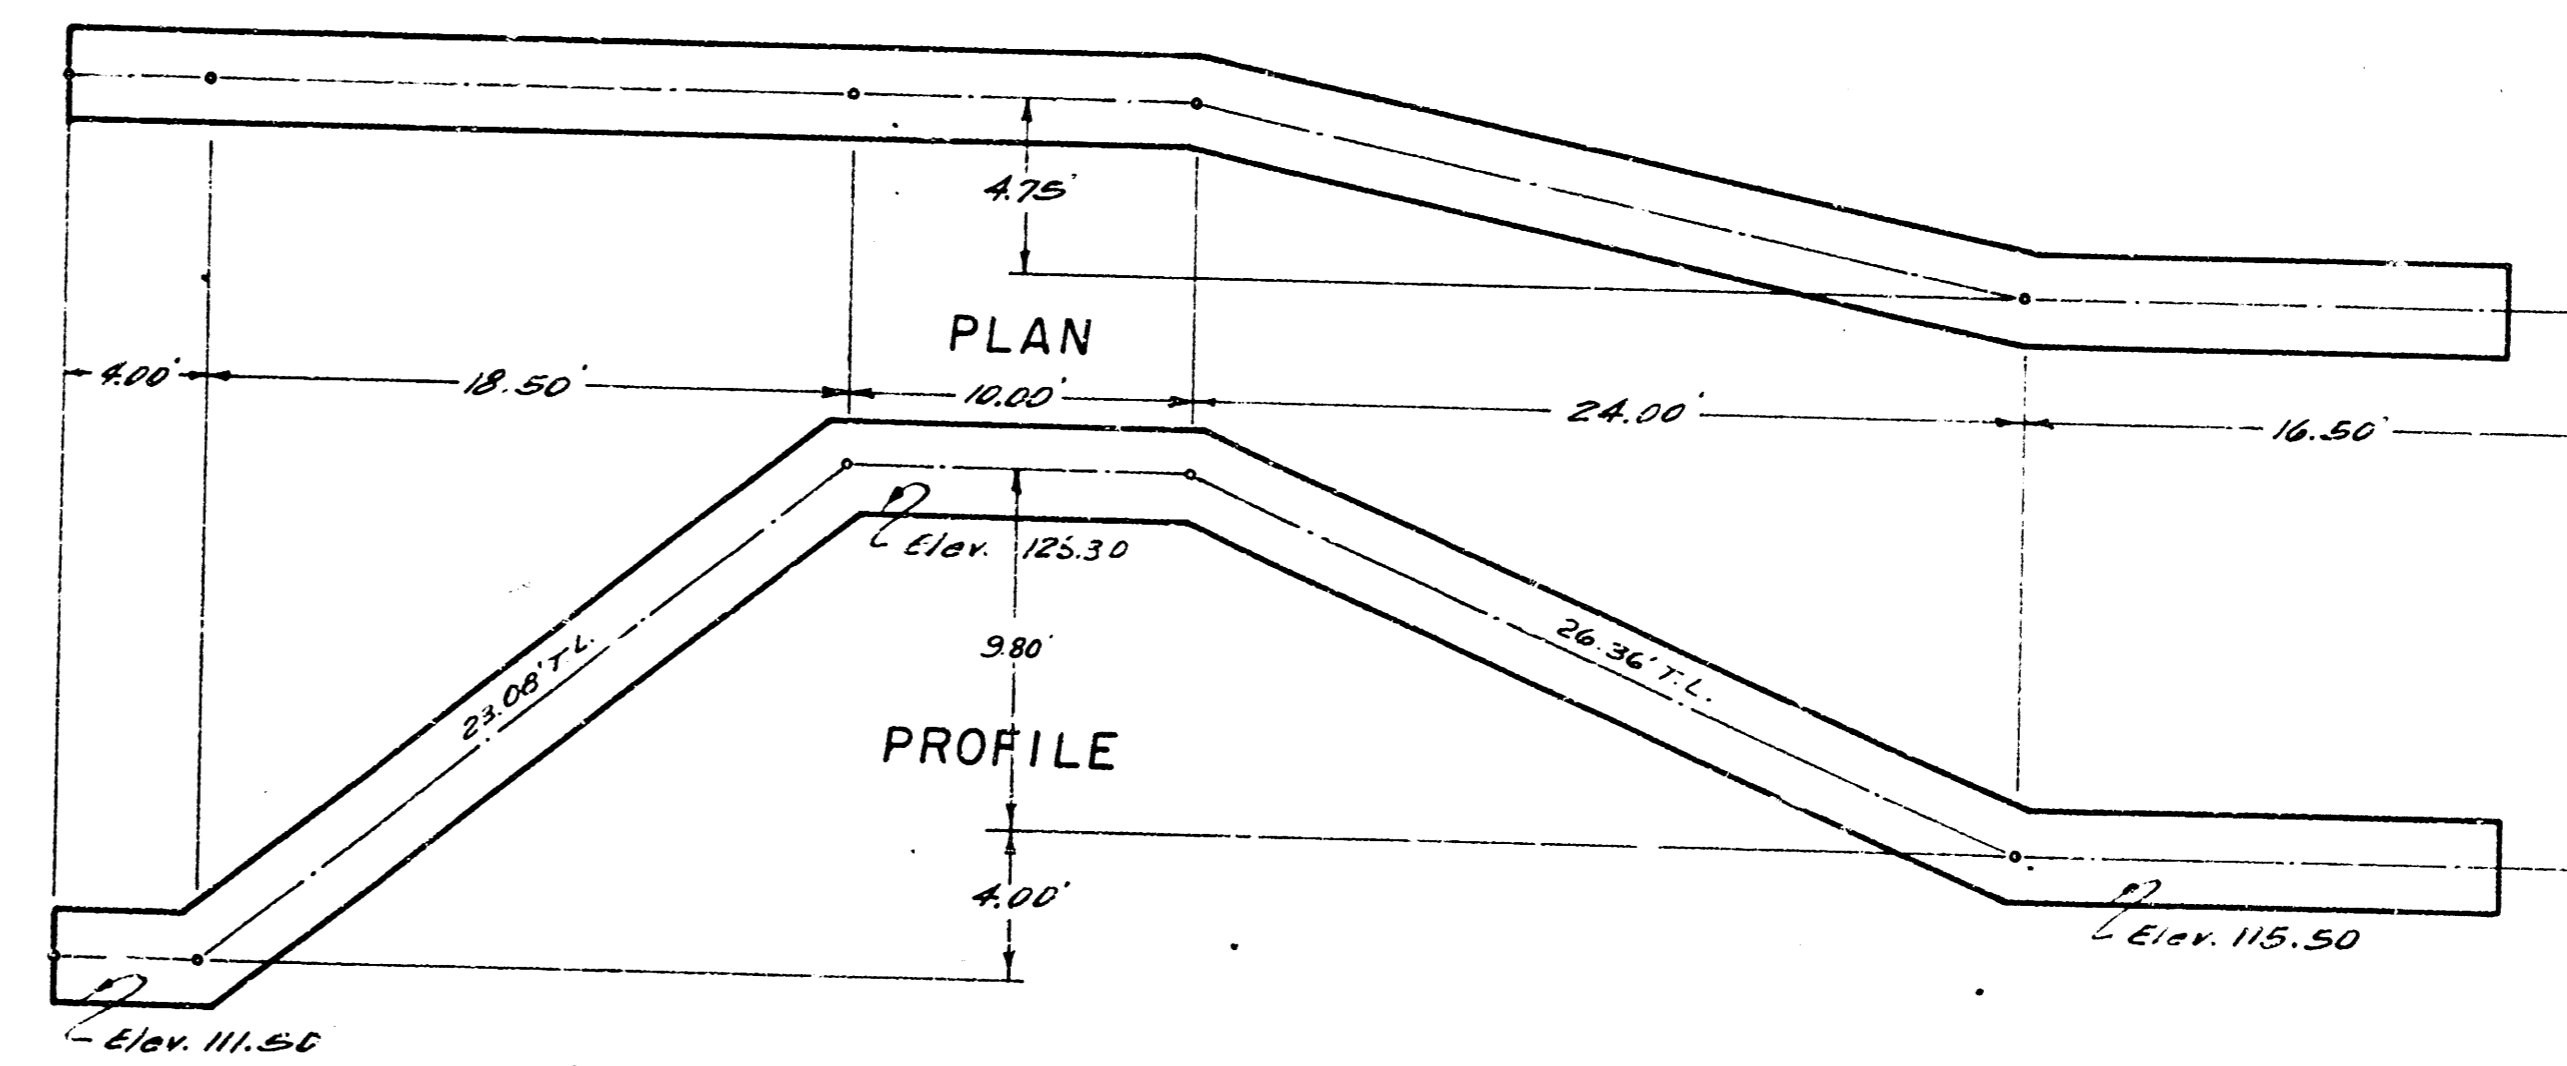 4.75'
PLAN
4.00' 18.50' 10.00' 24.00' 16.50'
Elev. 125.30
9.80'
23.08' T.L.
26.36' T.L.
PROFILE
4.00'
Elev. 115.50
Elev. 111.50